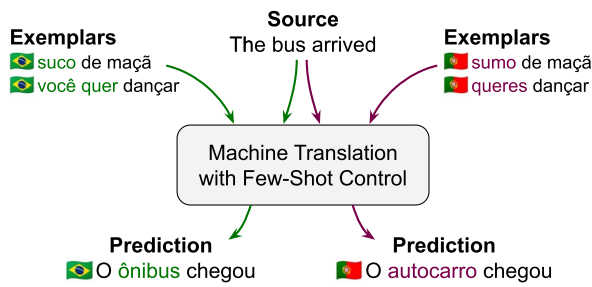 Source
The bus arrived
Exemplars
suco de maçã
você quer dançar
Exemplars
sumo de maçã
queres dançar
Machine Translation
with Few-Shot Control
Prediction
O ônibus chegou
Prediction
O autocarro chegou